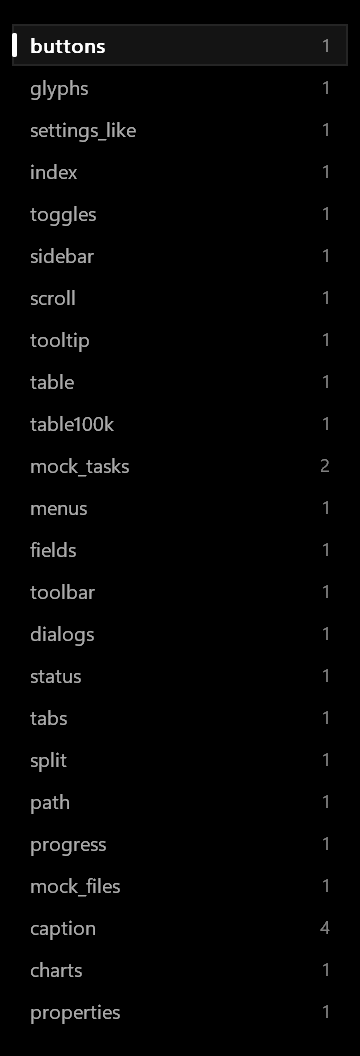 buttons 1
glyphs 1
settings_like 1
index 1
toggles 1
sidebar 1
scroll 1
tooltip 1
table 1
table100k 1
mock_tasks 2
menus 1
fields 1
toolbar 1
dialogs 1
status 1
tabs 1
split 1
path 1
progress 1
mock_files 1
caption 4
charts 1
properties 1